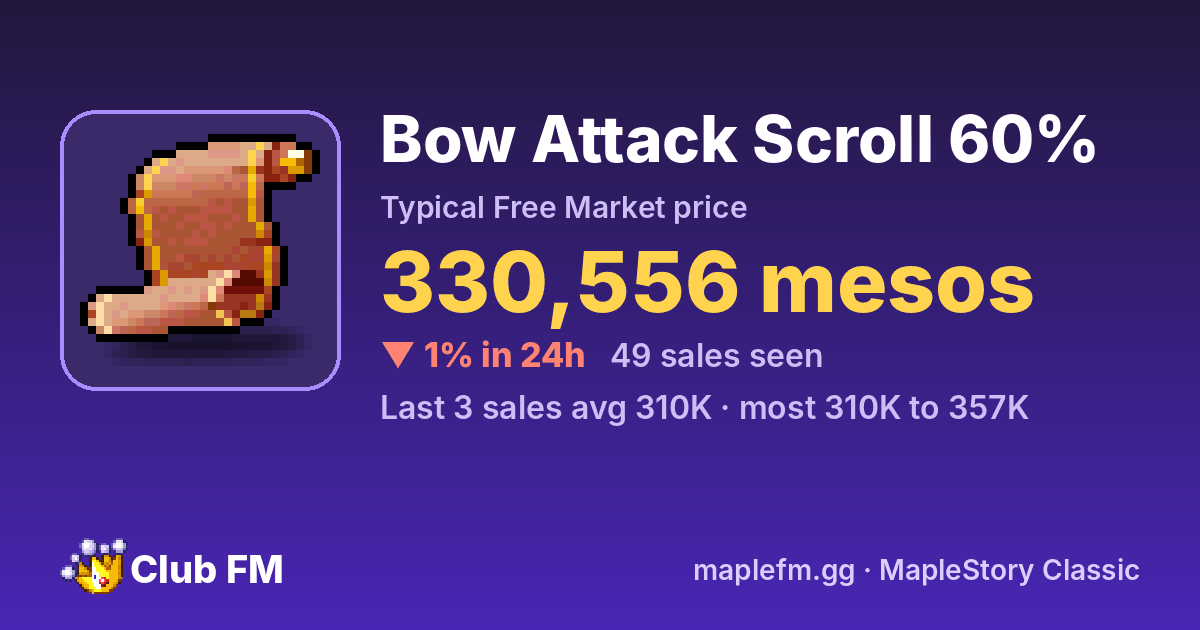 Bow Attack Scroll 60%
Typical Free Market price
330,556 mesos
▼ 1% in 24h 49 sales seen
Last 3 sales avg 310K · most 310K to 357K
Club FM
maplefm.gg · MapleStory Classic